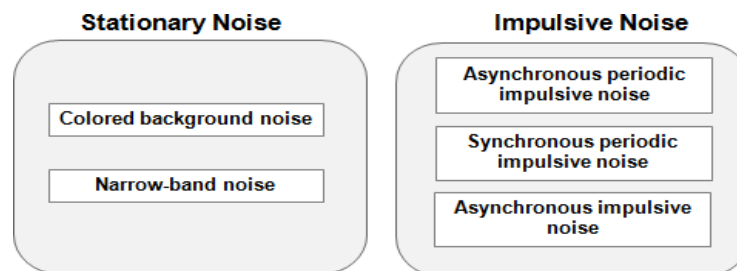 Stationary Noise
Colored background noise
Narrow-band noise
Impulsive Noise
Asynchronous periodic
impulsive noise
Synchronous periodic
impulsive noise
Asynchronous impulsive
noise